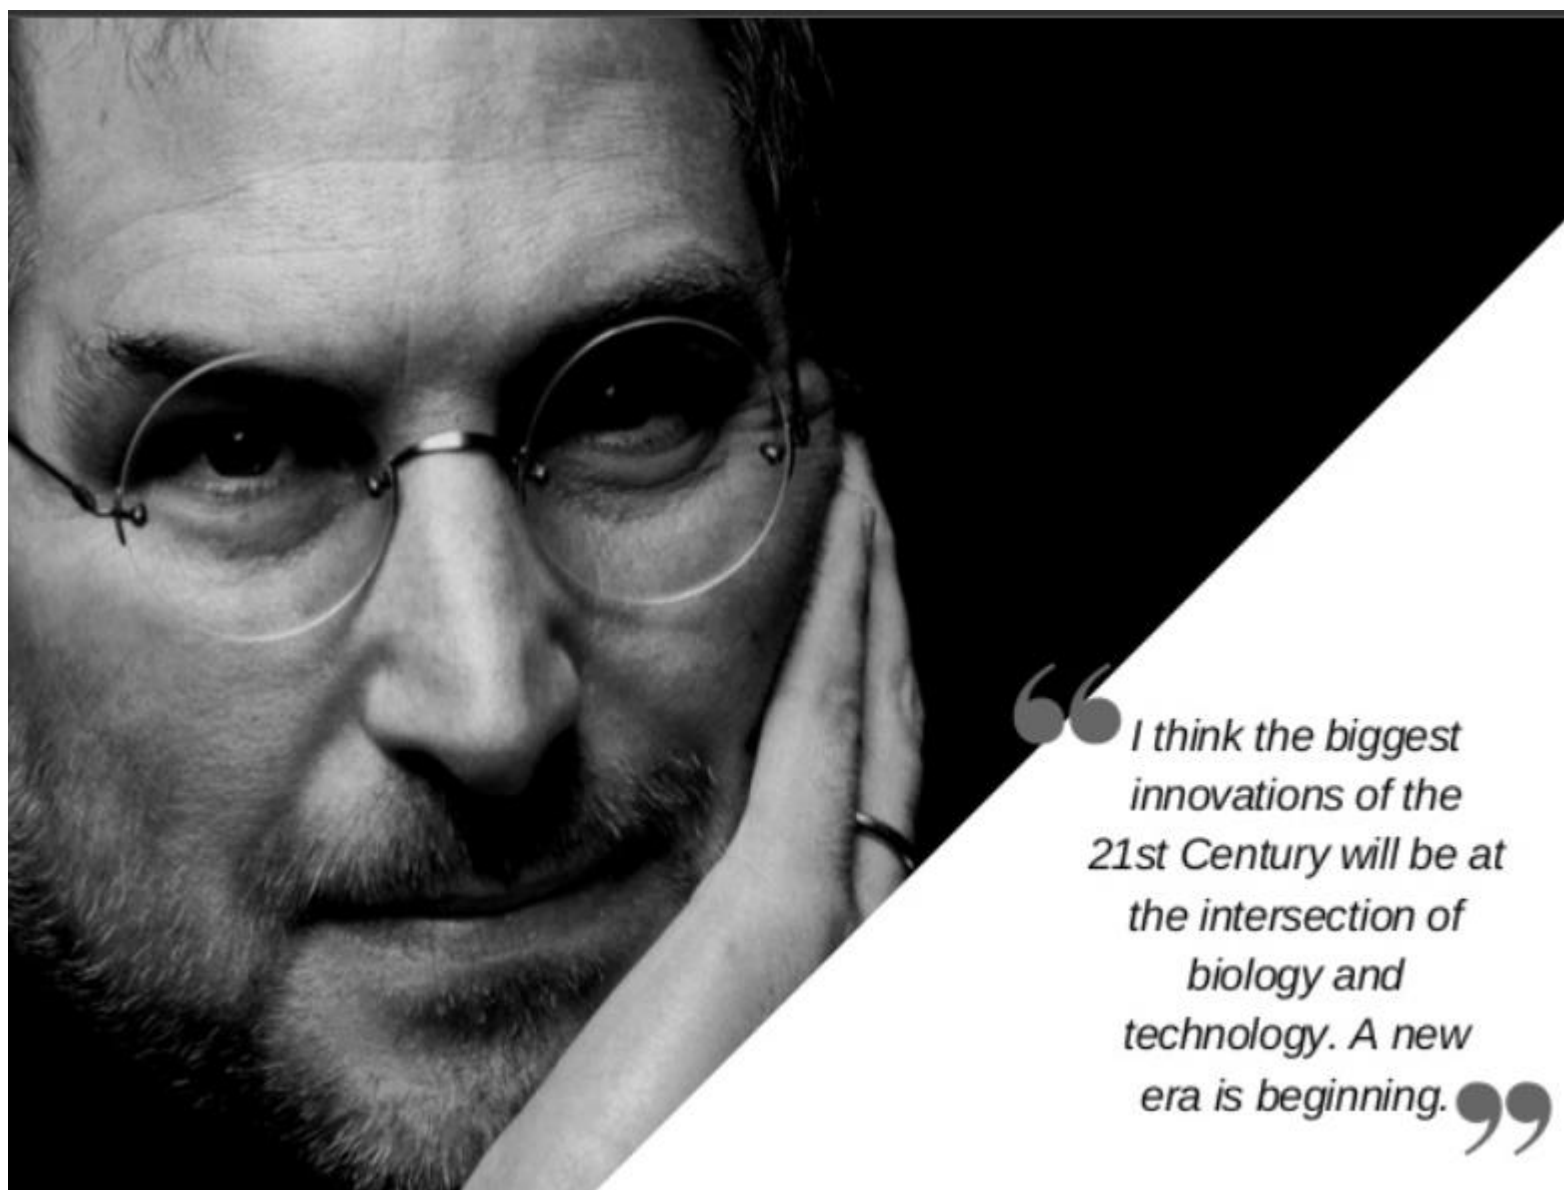 “I think the biggest
innovations of the
21st Century will be at
the intersection of
biology and
technology. A new
era is beginning.”